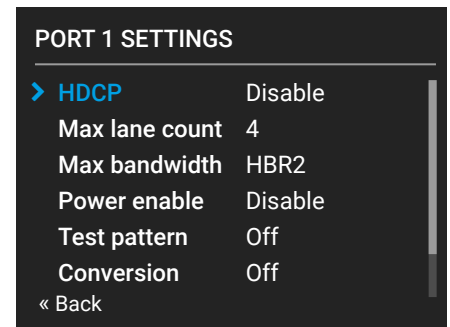 PORT 1 SETTINGS
HDCP Disable
Max lane count 4
Max bandwidth HBR2
Power enable Disable
Test pattern Off
Conversion Off
« Back